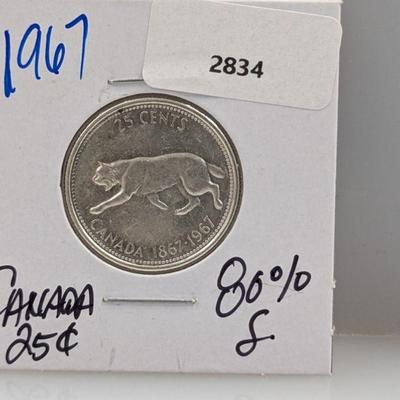 1967
2834
25 CENTS
CANADA 1867-1967
CANADA
25¢
80%
S.